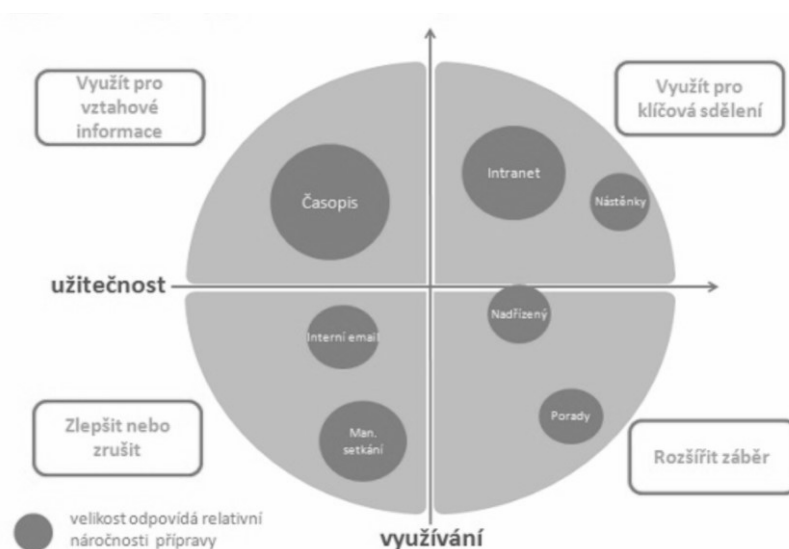 Využít pro
vztahové
informace
Využít pro
klíčová sdělení
Časopis
Intranet
Nástěnky
užitečnost
Interní email
Nadřízený
Man.
setkání
Porady
Zlepšit nebo
zrušit
Rozšířit záběr
velikost odpovídá relativní
náročnosti přípravy
využívání